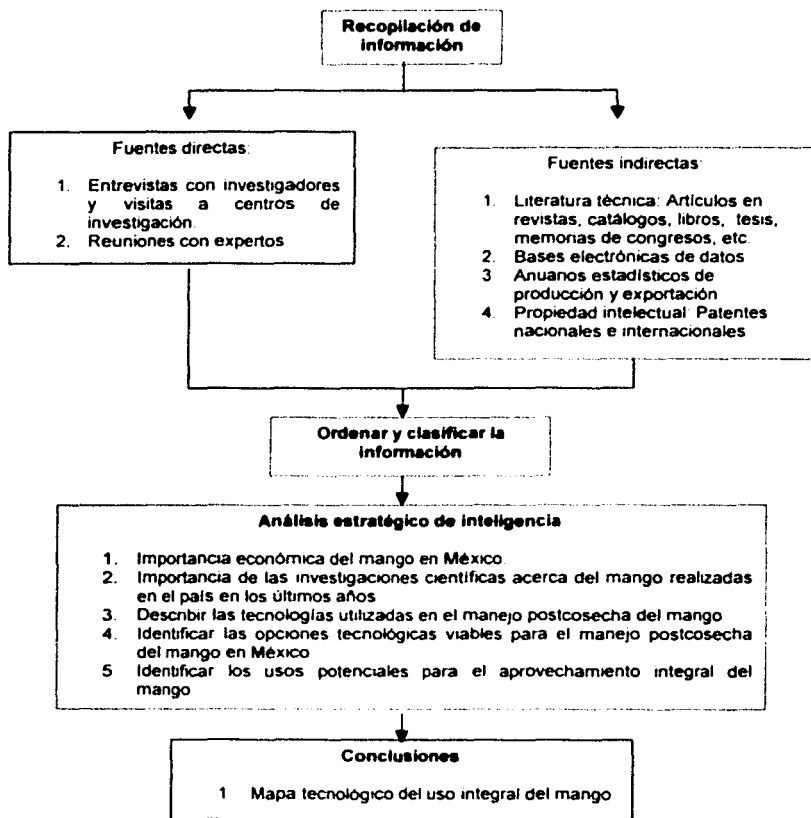 Recopilación de
información
Fuentes directas:
1. Entrevistas con investigadores
y visitas a centros de
investigación.
2. Reuniones con expertos
Fuentes indirectas:
1. Literatura técnica: Artículos en
revistas, catálogos, libros, tesis,
memorias de congresos, etc.
2. Bases electrónicas de datos
3 Anuanos estadísticos de
producción y exportación
4. Propiedad intelectual: Patentes
nacionales e internacionales
Ordenar y clasificar la
información
Análisis estratégico de inteligencia
1. Importancia económica del mango en México.
2. Importancia de las investigaciones científicas acerca del mango realizadas
en el país en los últimos años
3. Describir las tecnologías utilizadas en el manejo postcosecha del mango
4. Identificar las opciones tecnológicas viables para el manejo postcosecha
del mango en México
5 Identificar los usos potenciales para el aprovechamiento integral del
mango
Conclusiones
1 Mapa tecnológico del uso integral del mango